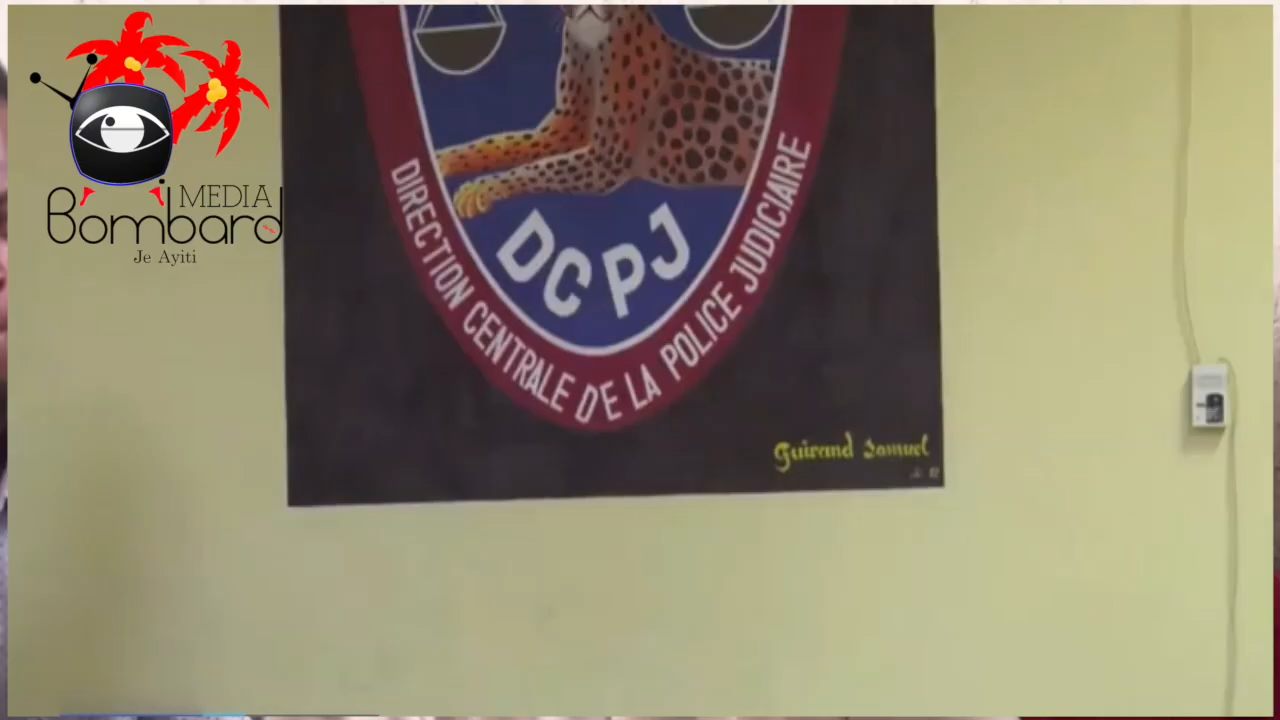 MEDIA
Bombard
Je Ayiti
DCPJ
DIRECTION CENTRALE DE LA POLICE JUDICIAIRE
Guirand Samuel